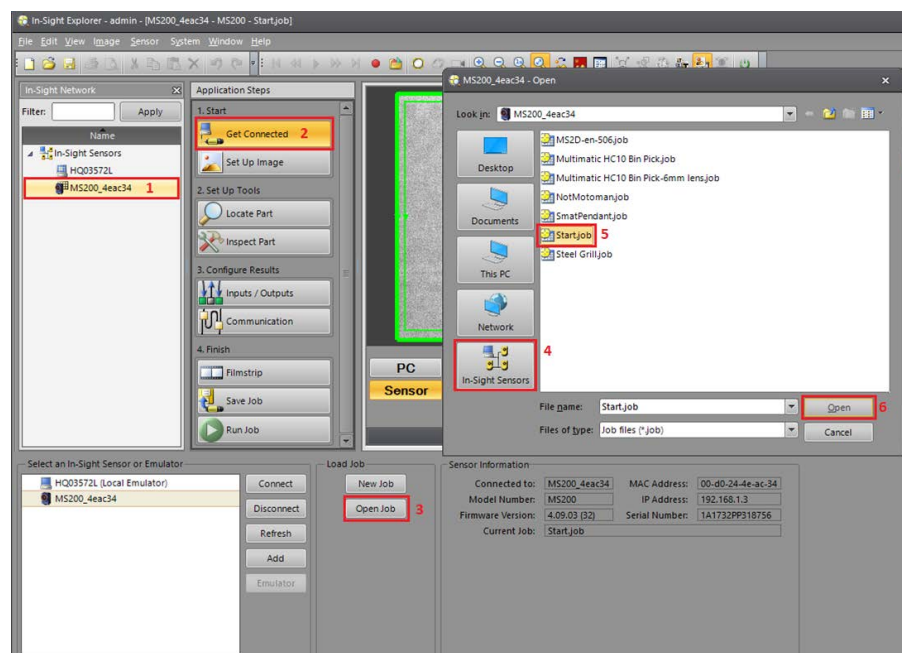 In-Sight Explorer - admin - [MS200_4eac34 - MS200 - Start.job]
File Edit View Image Sensor System Window Help
In-Sight Network
Filter:
Apply
Name
In-Sight Sensors
HQ03572L
MS200_4eac34 1
Application Steps
1. Start
Get Connected 2
Set Up Image
2. Set Up Tools
Locate Part
Inspect Part
3. Configure Results
Inputs / Outputs
Communication
4. Finish
Filmstrip
Save Job
Run Job
PC
Sensor
MS200_4eac34 - Open
Look in: MS200_4eac34
Desktop
Documents
This PC
Network
In-Sight Sensors
4
MS2D-en-506.job
Multimatic HC10 Bin Pick.job
Multimatic HC10 Bin Pick-6mm lens.job
NotMotoman.job
SmatPendant.job
Start.job 5
Steel Grill.job
File name: Start.job
Open 6
Files of type: Job files (*.job)
Cancel
Select an In-Sight Sensor or Emulator
HQ03572L (Local Emulator)
MS200_4eac34
Connect
Disconnect
Refresh
Add
Emulator
Load Job
New Job
Open Job 3
Sensor Information
Connected to: MS200_4eac34 MAC Address: 00-d0-24-4e-ac-34
Model Number: MS200 IP Address: 192.168.1.3
Firmware Version: 4.09.03 (32) Serial Number: 1A1732PP318756
Current Job: Start.job